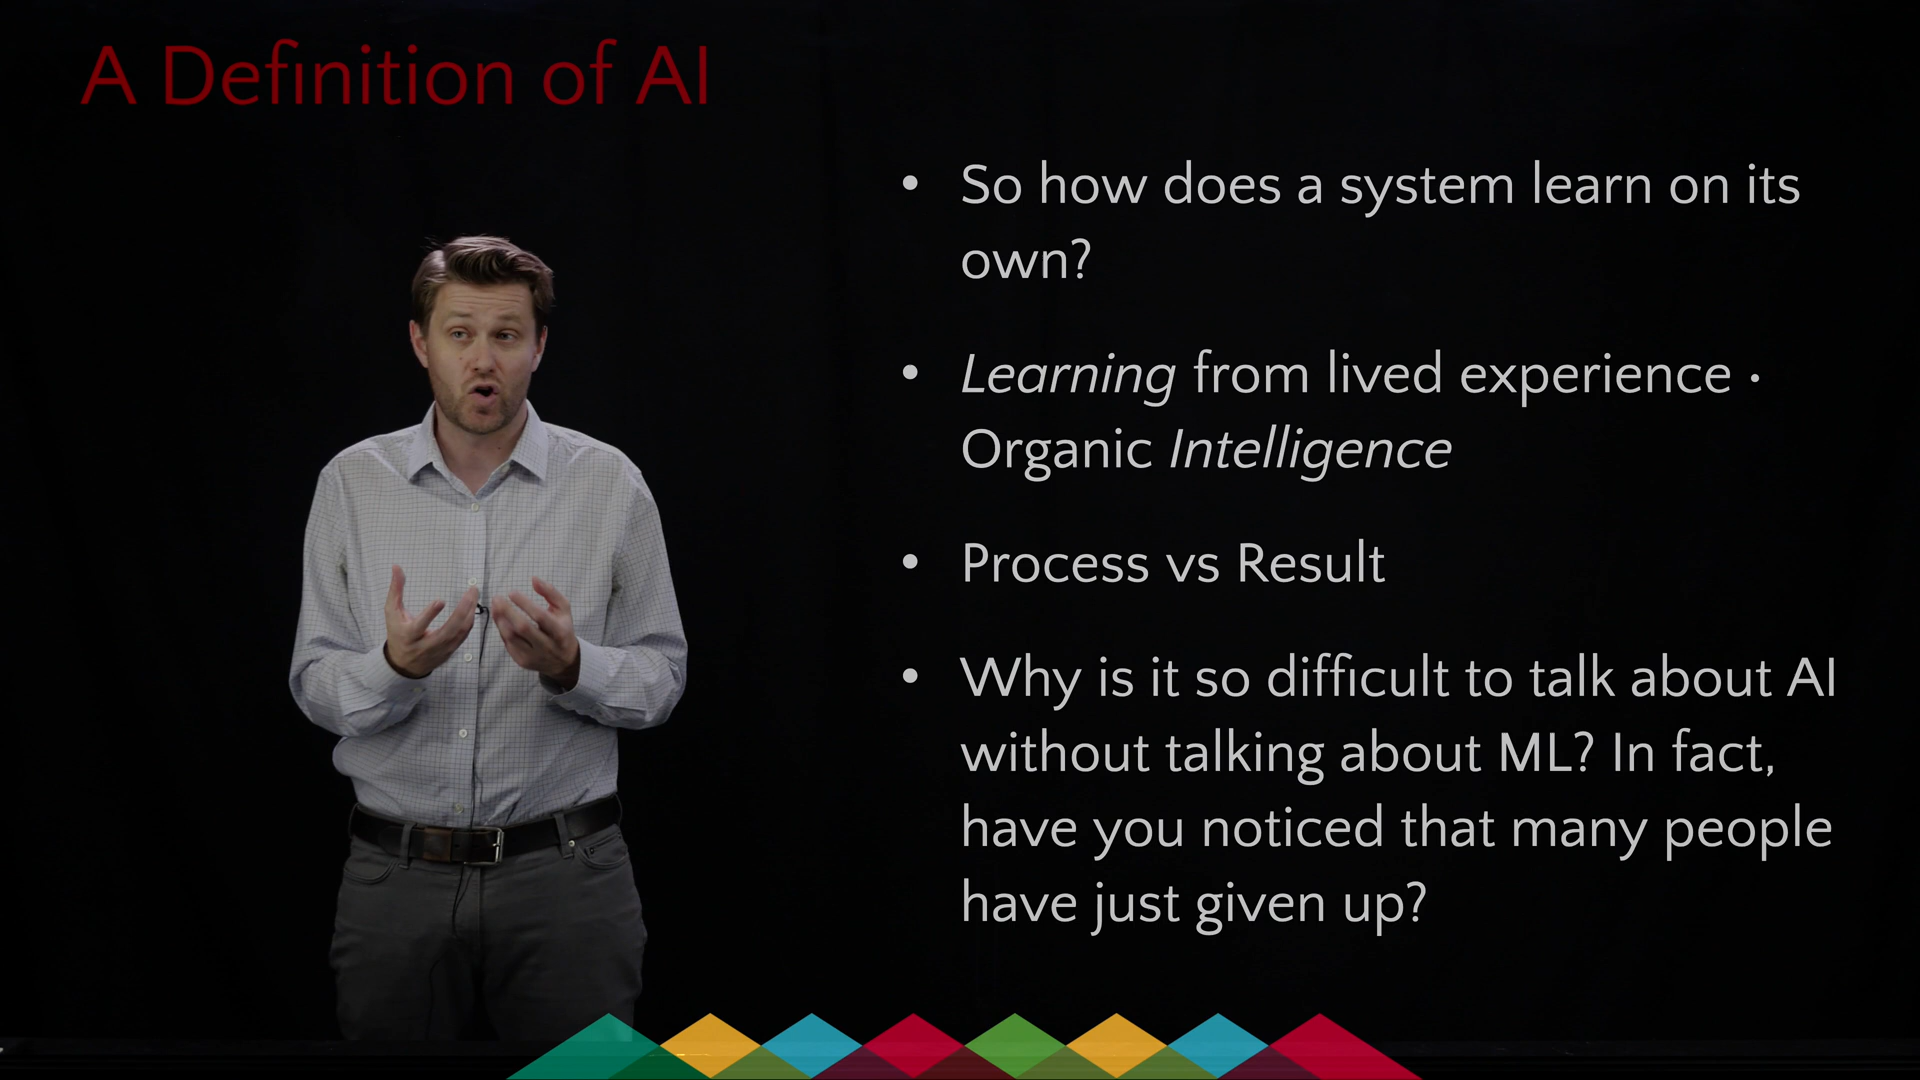 A Definition of AI
• So how does a system learn on its
own?
• Learning from lived experience •
Organic Intelligence
• Process vs Result
• Why is it so difficult to talk about AI
without talking about ML? In fact,
have you noticed that many people
have just given up?